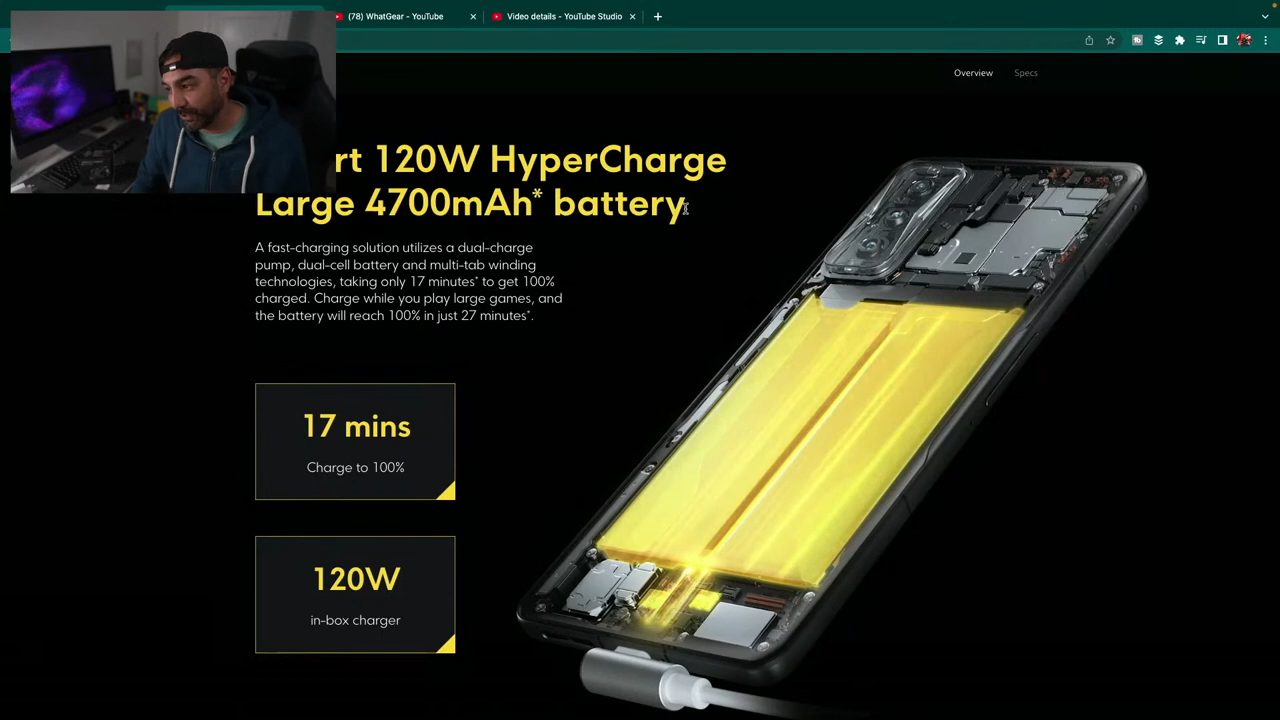 (78) WhatGear - YouTube
Video details - YouTube Studio
Overview
Specs
rt 120W HyperCharge
Large 4700mAh* battery
A fast-charging solution utilizes a dual-charge
pump, dual-cell battery and multi-tab winding
technologies, taking only 17 minutes* to get 100%
charged. Charge while you play large games, and
the battery will reach 100% in just 27 minutes*.
17 mins
Charge to 100%
120W
in-box charger